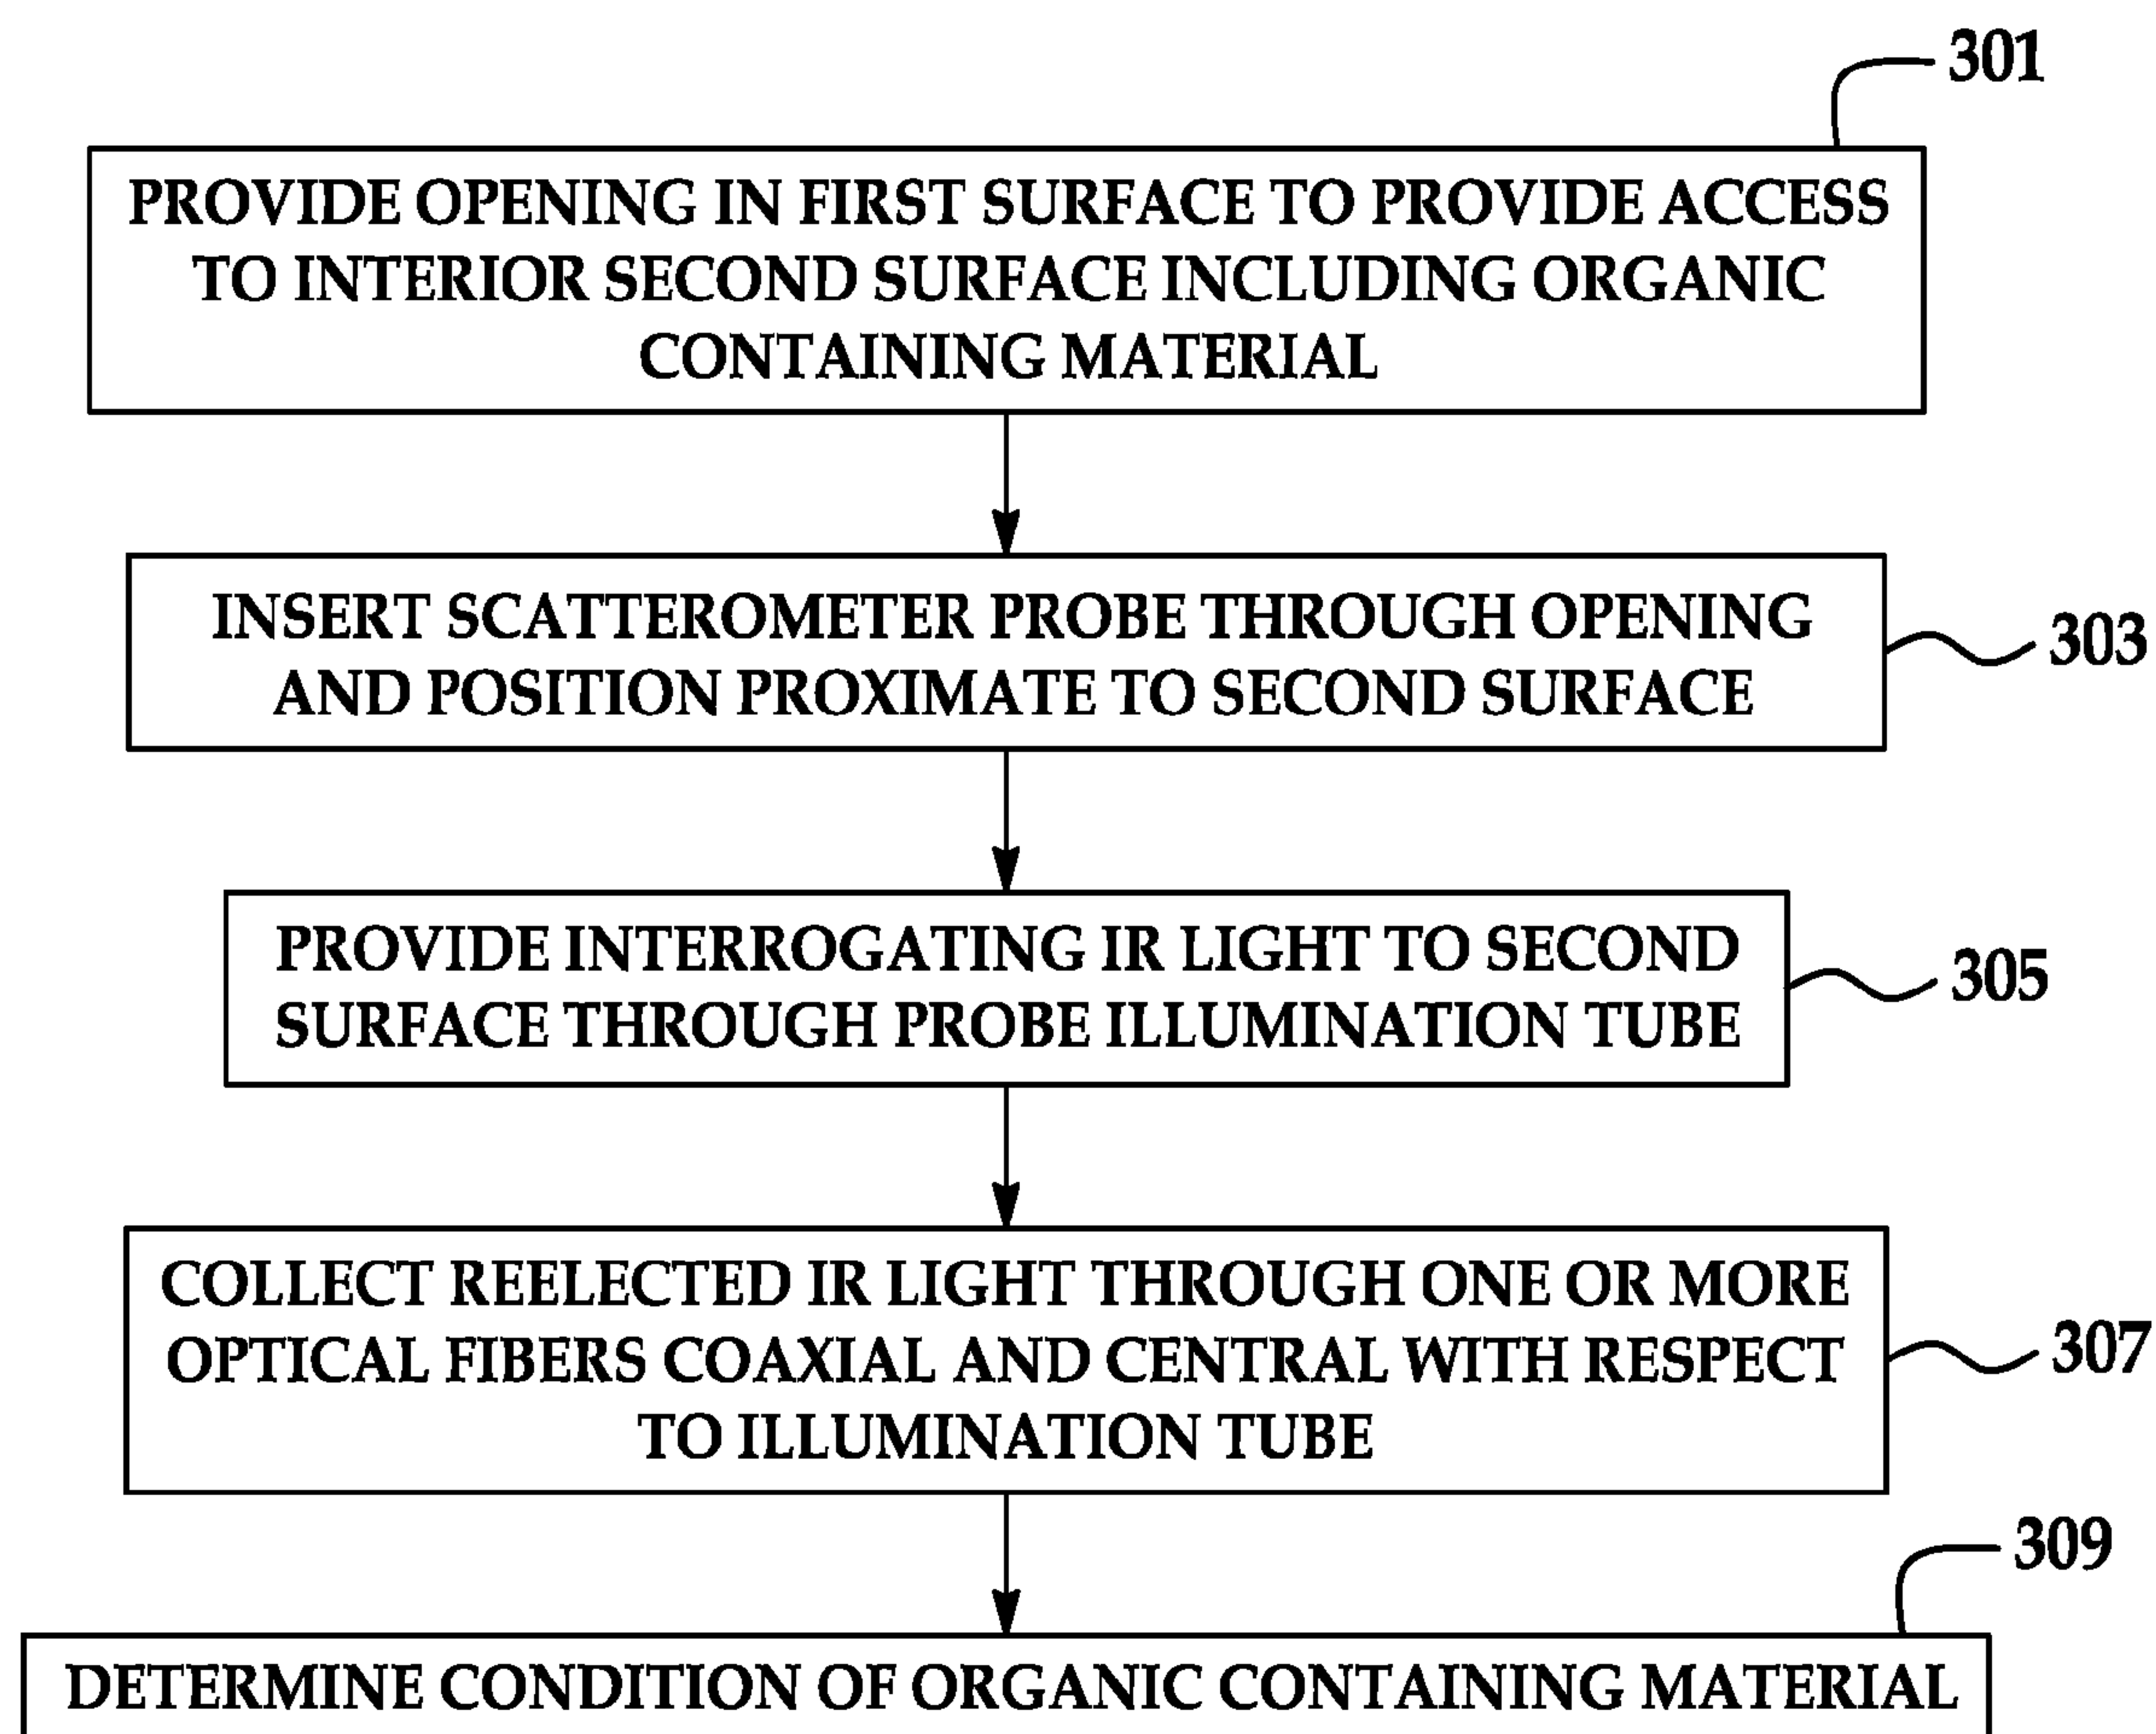 301
PROVIDE OPENING IN FIRST SURFACE TO PROVIDE ACCESS
TO INTERIOR SECOND SURFACE INCLUDING ORGANIC
CONTAINING MATERIAL
INSERT SCATTEROMETER PROBE THROUGH OPENING
AND POSITION PROXIMATE TO SECOND SURFACE
303
PROVIDE INTERROGATING IR LIGHT TO SECOND
SURFACE THROUGH PROBE ILLUMINATION TUBE
305
COLLECT REELECTED IR LIGHT THROUGH ONE OR MORE
OPTICAL FIBERS COAXIAL AND CENTRAL WITH RESPECT
TO ILLUMINATION TUBE
307
309
DETERMINE CONDITION OF ORGANIC CONTAINING MATERIAL